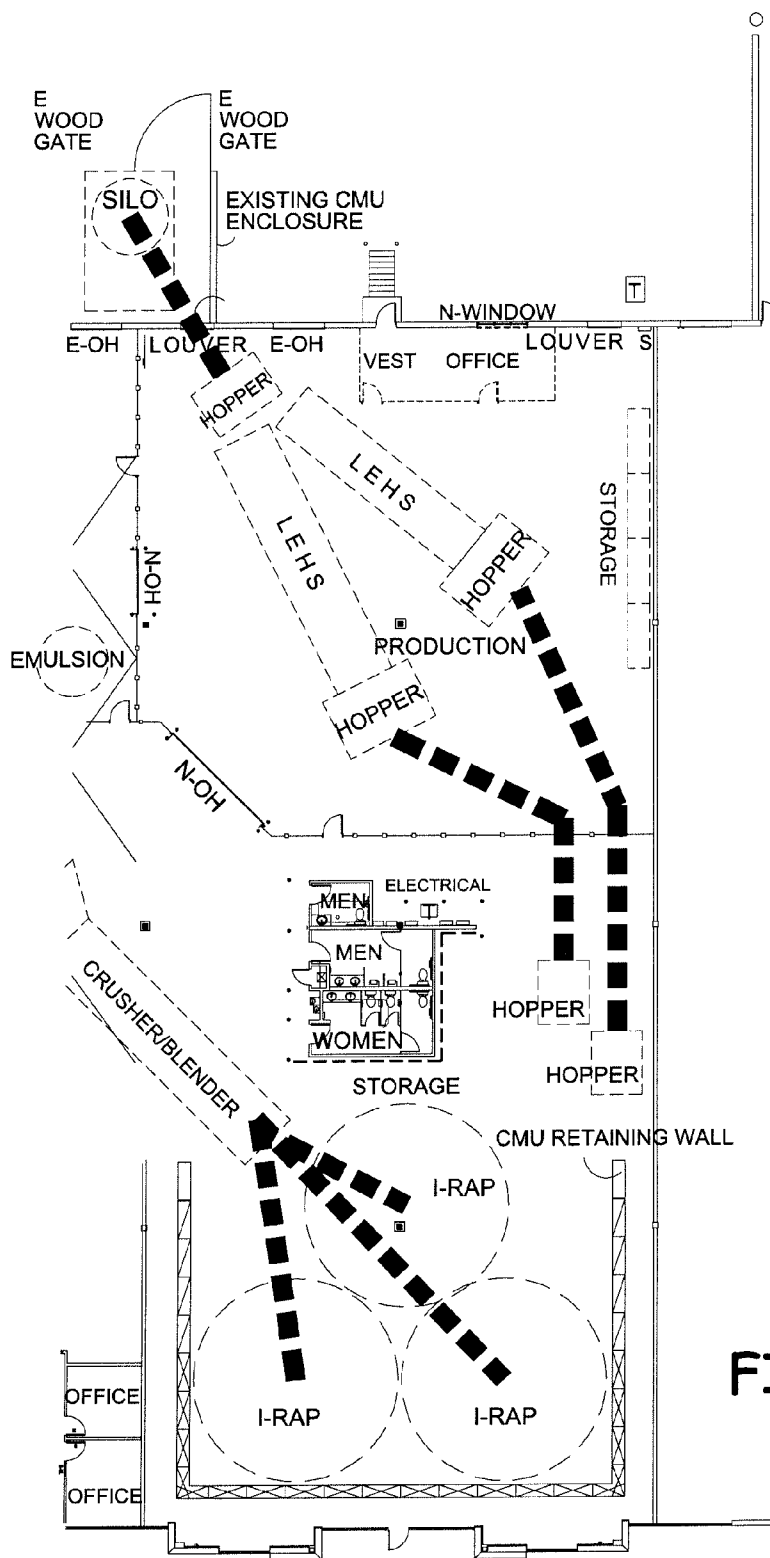 E
WOOD
GATE
E
WOOD
GATE
SILO
EXISTING CMU
ENCLOSURE
T
N-WINDOW
E-OH
LOUVER
E-OH
LOUVER
S
VEST
OFFICE
HOPPER
LEHS
LEHS
STORAGE
HOPPER
N-OH
PRODUCTION
EMULSION
HOPPER
N-OH
ELECTRICAL
MEN
MEN
CRUSHER/BLENDER
HOPPER
WOMEN
HOPPER
STORAGE
CMU RETAINING WALL
I-RAP
FI
OFFICE
I-RAP
I-RAP
OFFICE